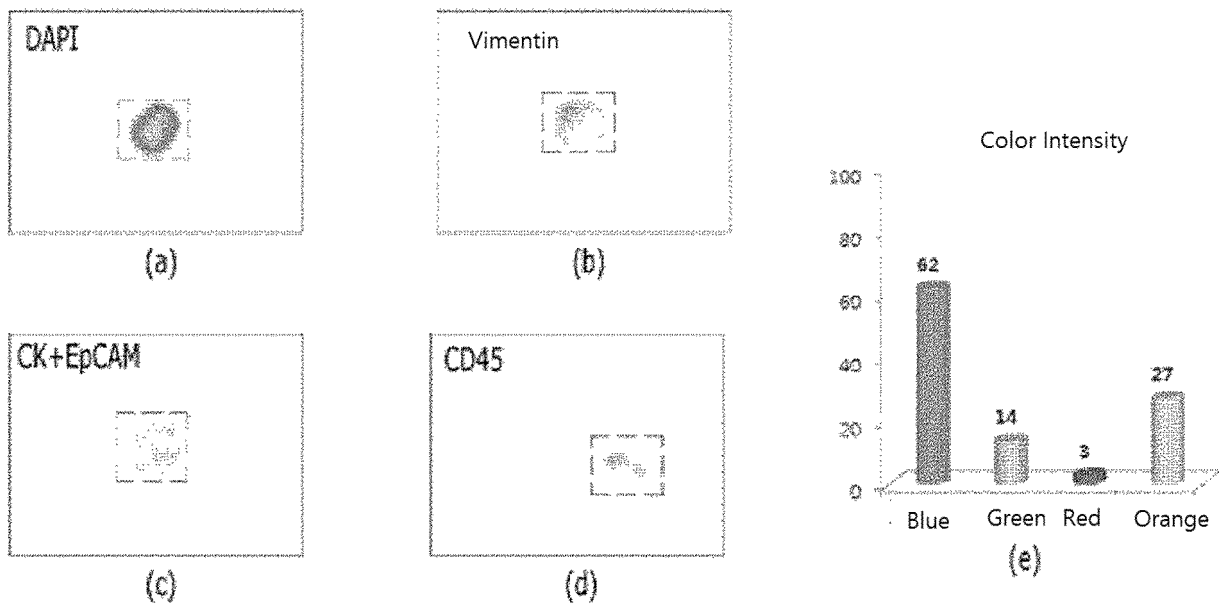 DAPI
(a)
Vimentin
(b)
CK+EpCAM
(c)
CD45
(d)
Color Intensity
100
80
60
40
20
0
62
14
3
27
Blue
Green
Red
Orange
(e)